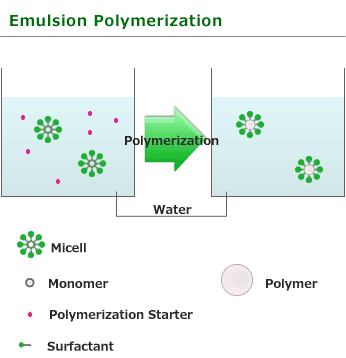 Emulsion Polymerization
Polymerization
Water
Micell
Monomer
Polymer
Polymerization Starter
Surfactant